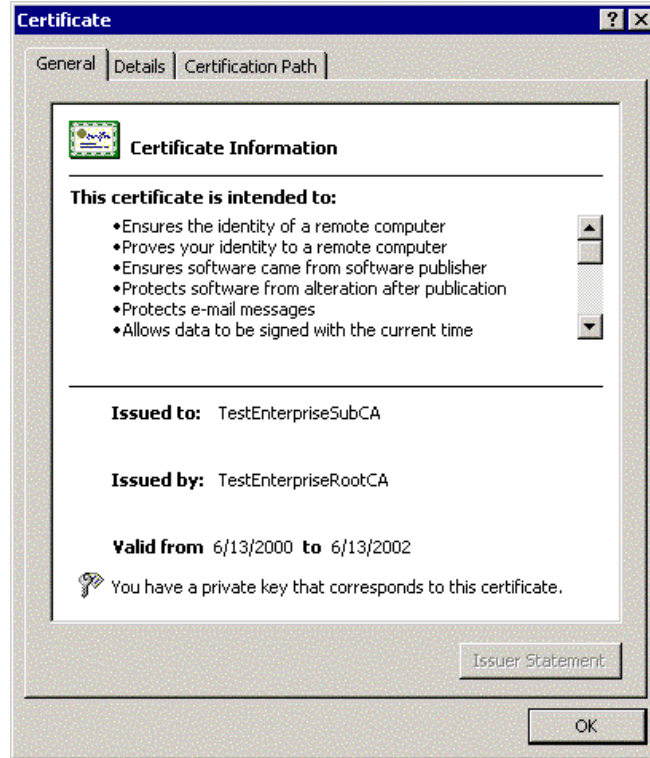 Certificate
General
Details
Certification Path
Certificate Information
This certificate is intended to:
•Ensures the identity of a remote computer
•Proves your identity to a remote computer
•Ensures software came from software publisher
•Protects software from alteration after publication
•Protects e-mail messages
•Allows data to be signed with the current time
Issued to: TestEnterpriseSubCA
Issued by: TestEnterpriseRootCA
Valid from 6/13/2000 to 6/13/2002
You have a private key that corresponds to this certificate.
Issuer Statement
OK